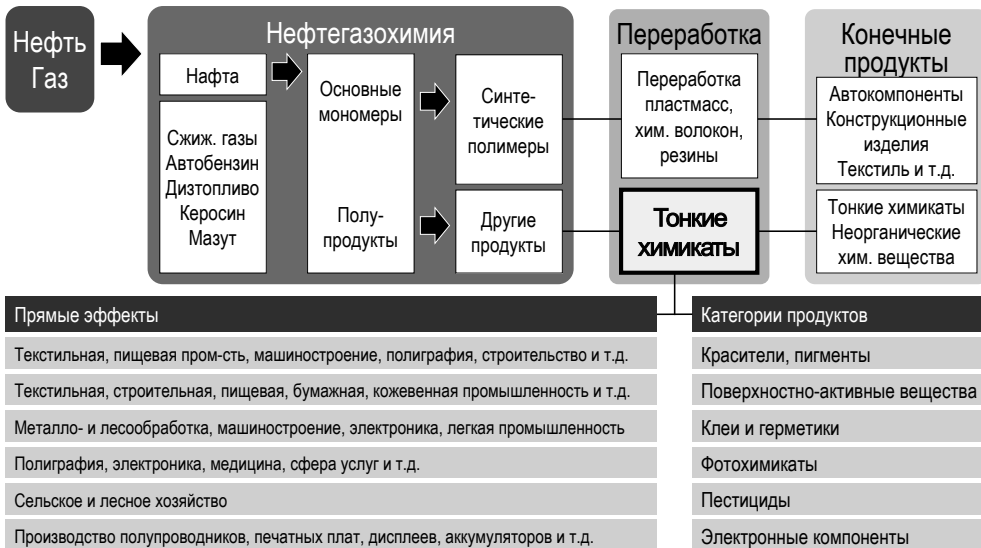 Нефть
Газ
Нефтегазохимия
Нафта
Сжиж. газы
Автобензин
Дизтопливо
Керосин
Мазут
Основные
мономеры
Полу-
продукты
Синте-
тические
полимеры
Другие
продукты
Переработка
Переработка
пластмасс,
хим. волокон,
резины
Тонкие
химикаты
Конечные
продукты
Автокомпоненты
Конструкционные
изделия
Текстиль и т.д.
Тонкие химикаты
Неорганические
хим. вещества
Прямые эффекты
Текстильная, пищевая пром-сть, машиностроение, полиграфия, строительство и т.д.
Текстильная, строительная, пищевая, бумажная, кожевенная промышленность и т.д.
Металло- и лесообработка, машиностроение, электроника, легкая промышленность
Полиграфия, электроника, медицина, сфера услуг и т.д.
Сельское и лесное хозяйство
Производство полупроводников, печатных плат, дисплеев, аккумуляторов и т.д.
Категории продуктов
Красители, пигменты
Поверхностно-активные вещества
Клеи и герметики
Фотохимикаты
Пестициды
Электронные компоненты